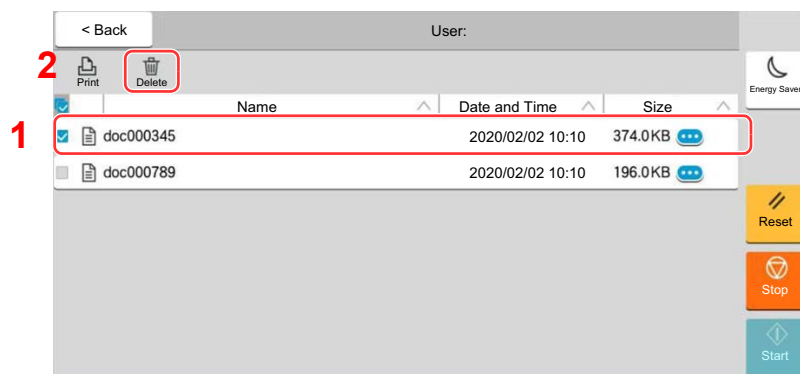 < Back
User:
2
Print
Delete
Energy Saver
Name
Date and Time
Size
1
doc000345
2020/02/02 10:10
374.0KB
doc000789
2020/02/02 10:10
196.0KB
Reset
Stop
Start